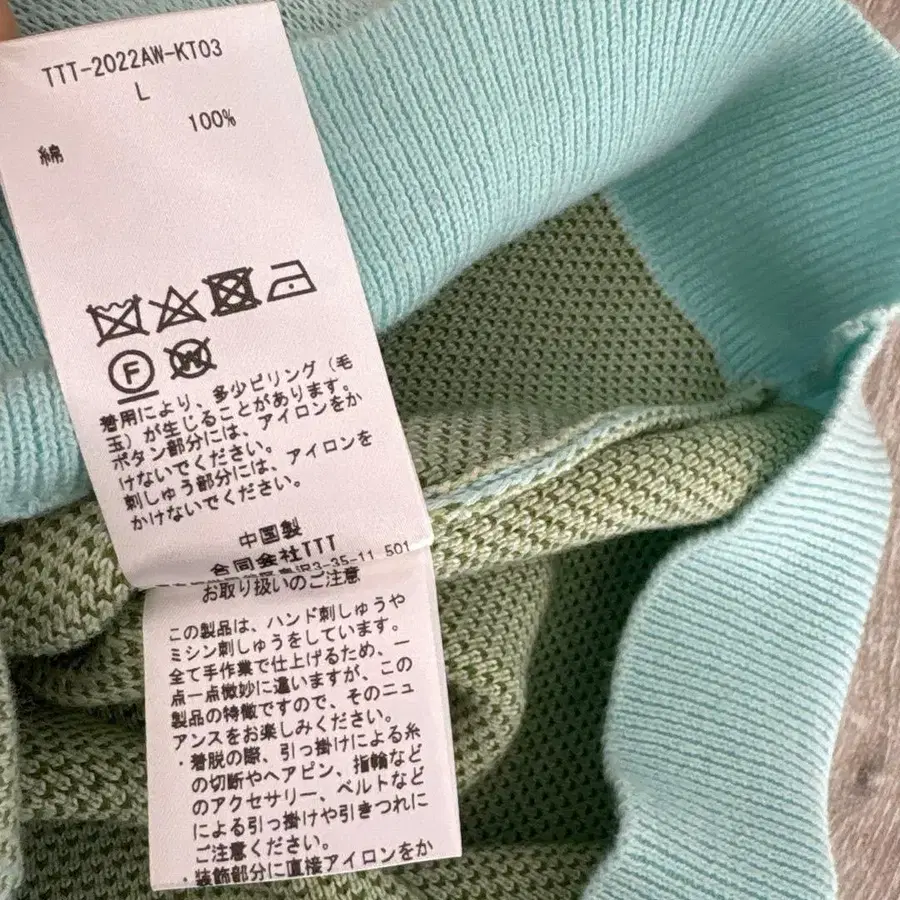 TTT-2022AW-KT03
L
100%
綿
F
W
着用により、多少ピリング（毛
玉）が生じることがあります。
ボタン部分には、アイロンをか
けないでください。
刺しゅう部分には、アイロンを
かけないでください。
中国製
合同会社TTT
3-35-11 501
お取り扱いのご注意
この製品は、ハンド刺しゅうや
ミシン刺しゅうをしています。
全て手作業で仕上げるため、一
点一点微妙に違いますが、この
製品の特徴ですので、そのニュ
アンスをお楽しみください。
・着脱の際、引っ掛けによる糸
の切断やヘアピン、指輪など
のアクセサリー、ベルトなど
による引っ掛けや引きつれに
ご注意ください。
・装飾部分に直接アイロンをか